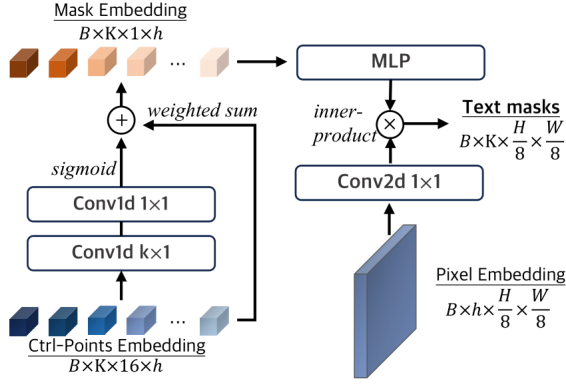 Mask Embedding
B×K×1×h
...
MLP
weighted sum
+
inner-
product
×
Text masks
B×K×H/8×W/8
sigmoid
Conv1d 1×1
Conv2d 1×1
Conv1d k×1
Pixel Embedding
B×h×H/8×W/8
...
Ctrl-Points Embedding
B×K×16×h